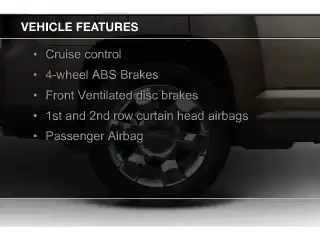 VEHICLE FEATURES
• Cruise control
• 4-wheel ABS Brakes
• Front Ventilated disc brakes
• 1st and 2nd row curtain head airbags
• Passenger Airbag